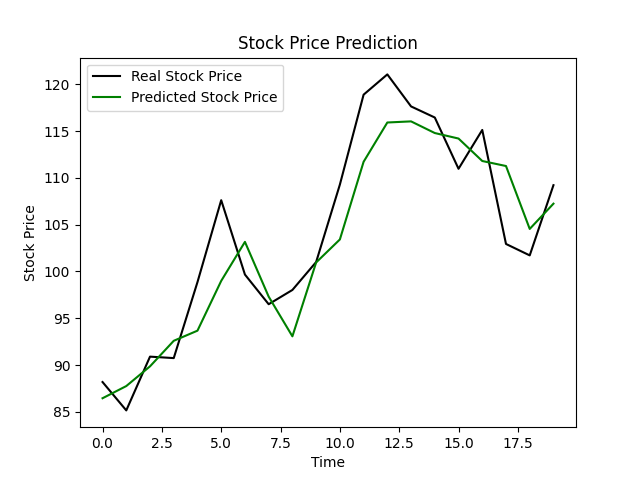 Stock Price Prediction
Real Stock Price
Predicted Stock Price
Stock Price
120
115
110
105
100
95
90
85
0.0 2.5 5.0 7.5 10.0 12.5 15.0 17.5
Time